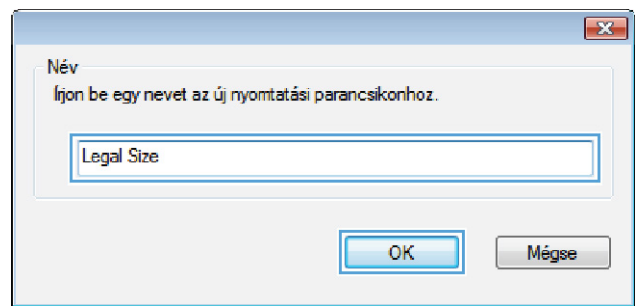 Név
Írjon be egy nevet az új nyomtatási parancsikonhoz.
Legal Size
OK
Mégse